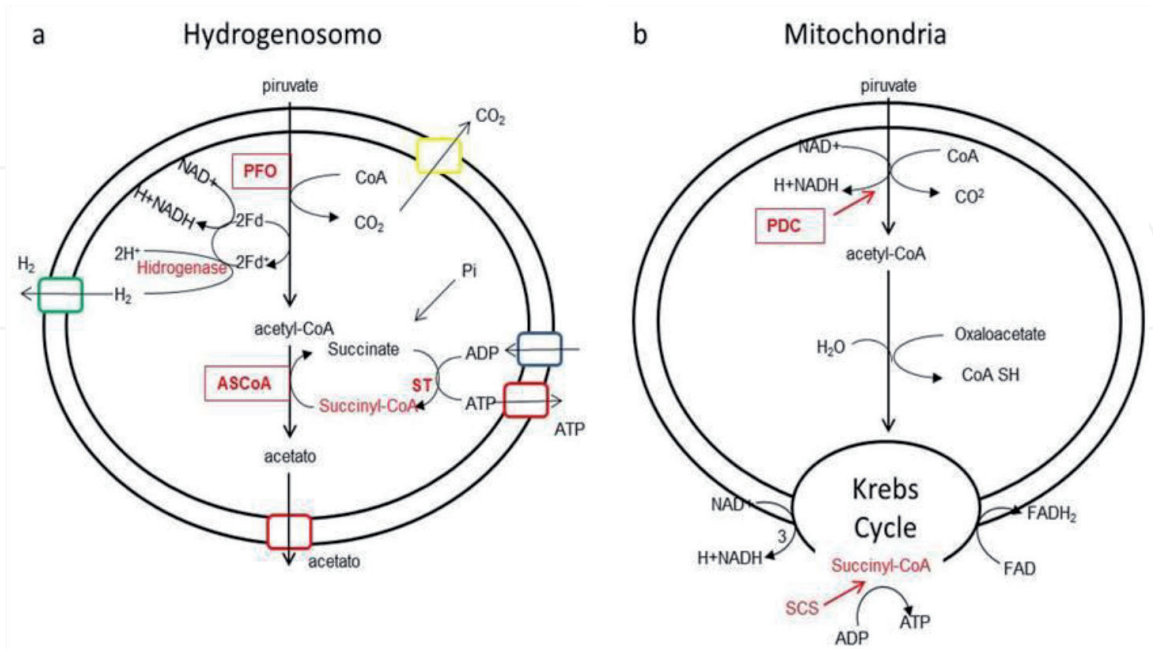 a
Hydrogenosomo
piruvate
CO₂
PFO
NAD+
H+NADH
CoA
CO₂
2Fd
2H⁺
Hidrogenase
2Fd⁺
H₂
H₂
Pi
acetyl-CoA
Succinate
ADP
ASCoA
ST
Succinyl-CoA
ATP
ATP
acetato
acetato
b
Mitochondria
piruvate
NAD+
CoA
H+NADH
CO²
PDC
acetyl-CoA
H₂O
Oxaloacetate
CoA SH
Krebs
Cycle
NAD+
FADH₂
3
H+NADH
Succinyl-CoA
FAD
SCS
ATP
ADP